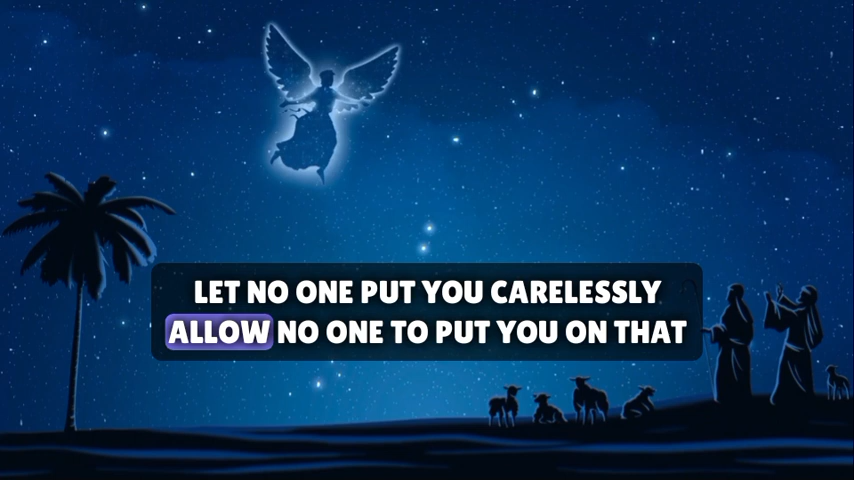 LET NO ONE PUT YOU CARELESSLY
ALLOW NO ONE TO PUT YOU ON THAT